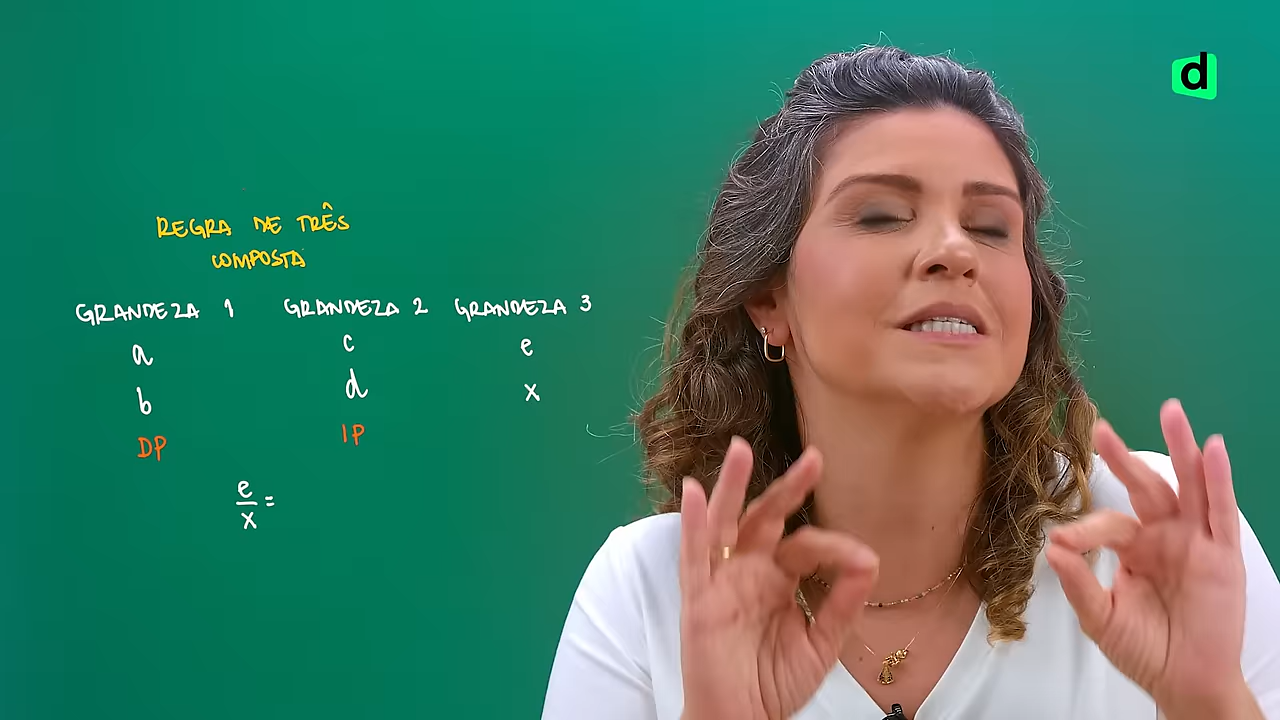 d
REGRA DE TRÊS
COMPOSTA
GRANDEZA 1 GRANDEZA 2 GRANDEZA 3
a c e
b d x
DP IP
e/x =